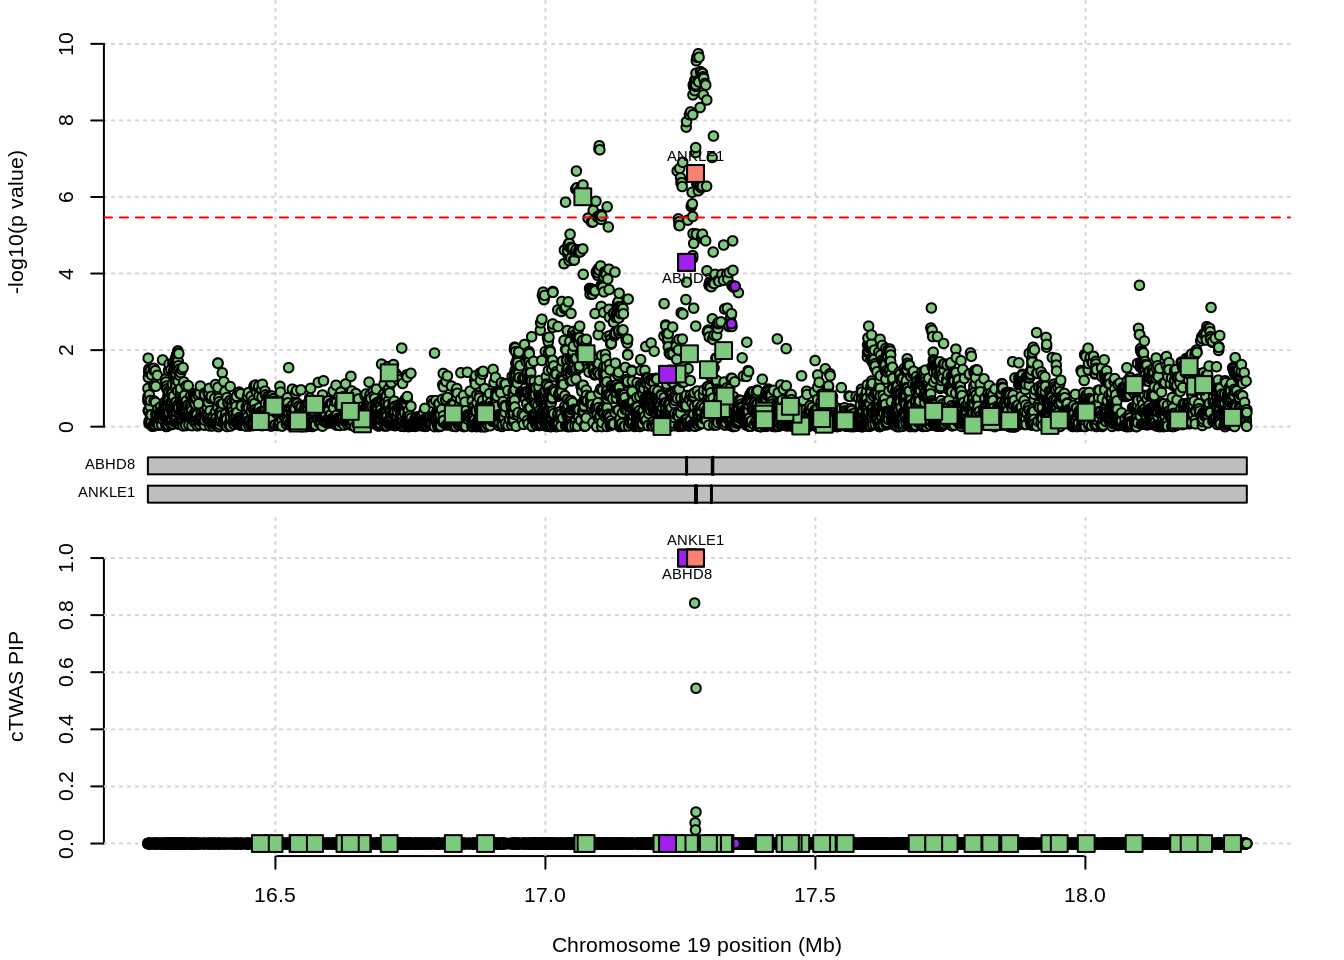 10
8
6
4
2
0
-log10(p value)
ANKLE1
ABHD8
ABHD8
ANKLE1
ANKLE1
ABHD8
1.0
0.8
0.6
0.4
0.2
0.0
cTWAS PIP
16.5 17.0 17.5 18.0
Chromosome 19 position (Mb)